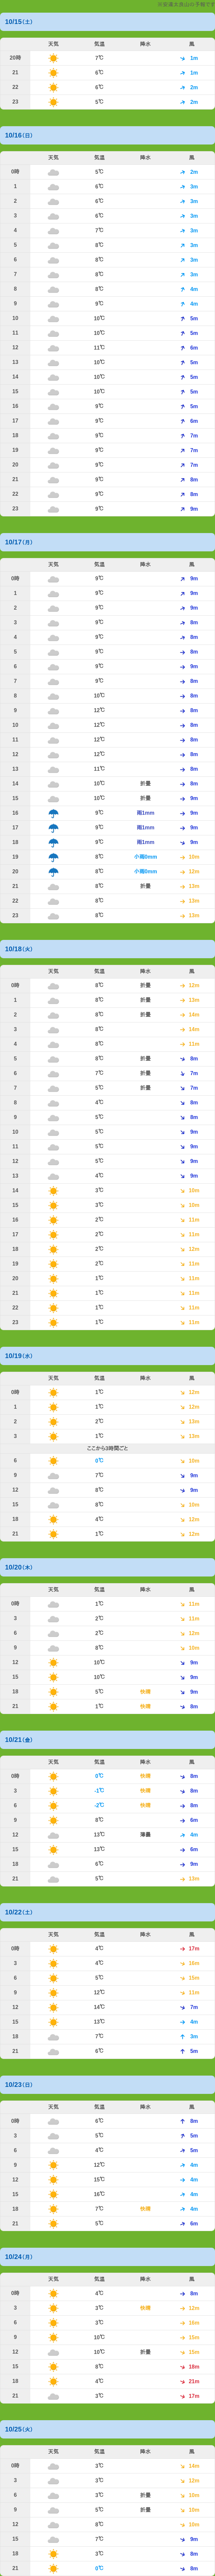 10/15(土)
天気 気温 降水 風
20時 7℃ 1m
21 6℃ 1m
22 6℃ 2m
23 5℃ 2m
10/16(日)
天気 気温 降水 風
0時 5℃ 2m
1 6℃ 3m
2 6℃ 3m
3 6℃ 3m
4 7℃ 3m
5 8℃ 3m
6 8℃ 3m
7 8℃ 3m
8 8℃ 4m
9 9℃ 4m
10 10℃ 5m
11 10℃ 5m
12 11℃ 6m
13 10℃ 5m
14 10℃ 5m
15 10℃ 5m
16 9℃ 5m
17 9℃ 6m
18 9℃ 7m
19 9℃ 7m
20 9℃ 7m
21 9℃ 8m
22 9℃ 8m
23 9℃ 9m
10/17(月)
天気 気温 降水 風
0時 9℃ 9m
1 9℃ 9m
2 9℃ 9m
3 9℃ 8m
4 9℃ 8m
5 9℃ 8m
6 9℃ 9m
7 9℃ 8m
8 10℃ 8m
9 12℃ 8m
10 12℃ 8m
11 12℃ 8m
12 12℃ 8m
13 11℃ 8m
14 10℃ 折曇 8m
15 10℃ 折曇 9m
16 9℃ 雨1mm 9m
17 9℃ 雨1mm 9m
18 9℃ 雨1mm 9m
19 8℃ 小雨0mm 10m
20 8℃ 小雨0mm 12m
21 8℃ 折曇 13m
22 8℃ 13m
23 8℃ 13m
10/18(火)
天気 気温 降水 風
0時 8℃ 折曇 12m
1 8℃ 折曇 13m
2 8℃ 折曇 14m
3 8℃ 14m
4 8℃ 11m
5 8℃ 折曇 8m
6 7℃ 折曇 7m
7 5℃ 折曇 7m
8 4℃ 8m
9 5℃ 8m
10 5℃ 9m
11 5℃ 9m
12 5℃ 9m
13 4℃ 9m
14 3℃ 10m
15 3℃ 10m
16 2℃ 11m
17 2℃ 11m
18 2℃ 12m
19 2℃ 11m
20 1℃ 11m
21 1℃ 11m
22 1℃ 11m
23 1℃ 11m
10/19(水)
天気 気温 降水 風
0時 1℃ 12m
1 1℃ 12m
2 2℃ 13m
3 1℃ 13m
ここから3時間ごと
6 0℃ 10m
9 7℃ 9m
12 8℃ 9m
15 8℃ 10m
18 4℃ 12m
21 1℃ 12m
10/20(木)
天気 気温 降水 風
0時 1℃ 11m
3 2℃ 11m
6 2℃ 12m
9 8℃ 10m
12 10℃ 9m
15 10℃ 9m
18 5℃ 快晴 9m
21 1℃ 快晴 8m
10/21(金)
天気 気温 降水 風
0時 0℃ 快晴 8m
3 -1℃ 快晴 8m
6 -2℃ 快晴 8m
9 8℃ 6m
12 13℃ 薄曇 4m
15 13℃ 6m
18 6℃ 9m
21 5℃ 13m
10/22(土)
天気 気温 降水 風
0時 4℃ 17m
3 4℃ 16m
6 5℃ 15m
9 12℃ 11m
12 14℃ 7m
15 13℃ 4m
18 7℃ 3m
21 6℃ 5m
10/23(日)
天気 気温 降水 風
0時 6℃ 8m
3 5℃ 5m
6 4℃ 5m
9 12℃ 4m
12 15℃ 4m
15 16℃ 4m
18 7℃ 快晴 4m
21 5℃ 6m
10/24(月)
天気 気温 降水 風
0時 4℃ 8m
3 3℃ 快晴 12m
6 3℃ 16m
9 10℃ 16m
12 10℃ 折曇 15m
15 8℃ 18m
18 4℃ 21m
21 3℃ 17m
10/25(火)
天気 気温 降水 風
0時 3℃ 14m
3 3℃ 12m
6 3℃ 折曇 10m
9 5℃ 折曇 10m
12 8℃ 10m
15 7℃ 9m
18 3℃ 8m
21 0℃ 8m